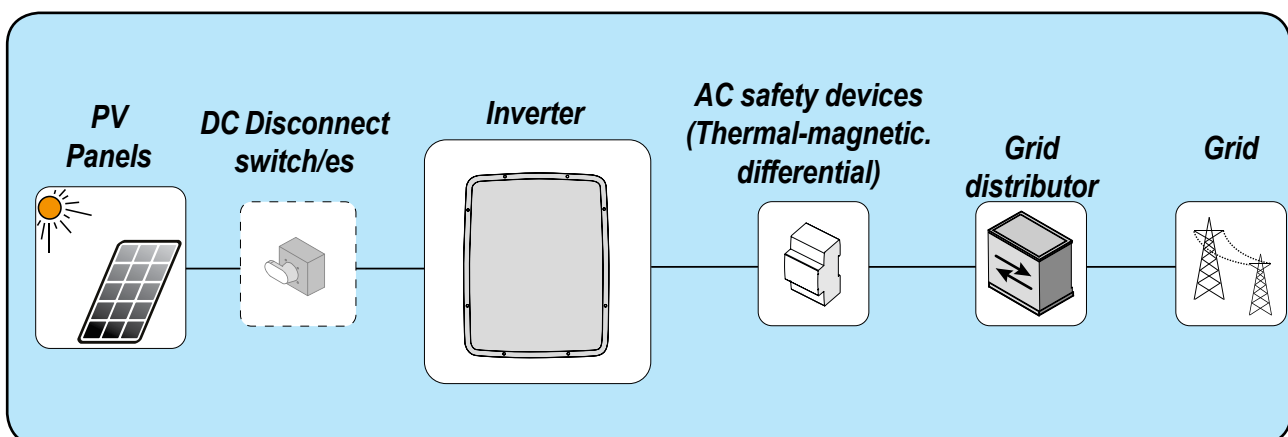 PV
Panels
DC Disconnect
switch/es
Inverter
AC safety devices
(Thermal-magnetic.
differential)
Grid
distributor
Grid